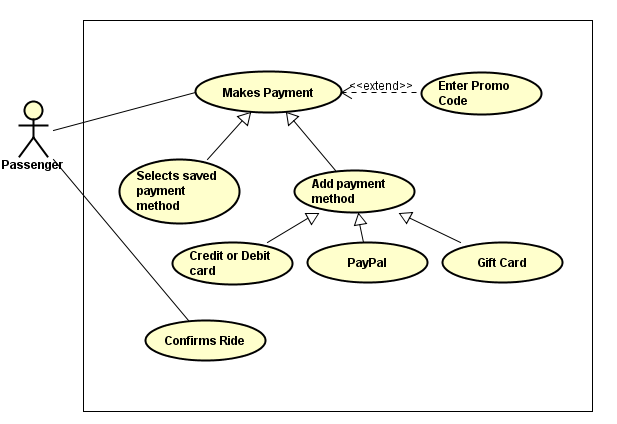 Makes Payment
<<extend>>
Enter Promo
Code
Passenger
Selects saved
payment
method
Add payment
method
Credit or Debit
card
PayPal
Gift Card
Confirms Ride